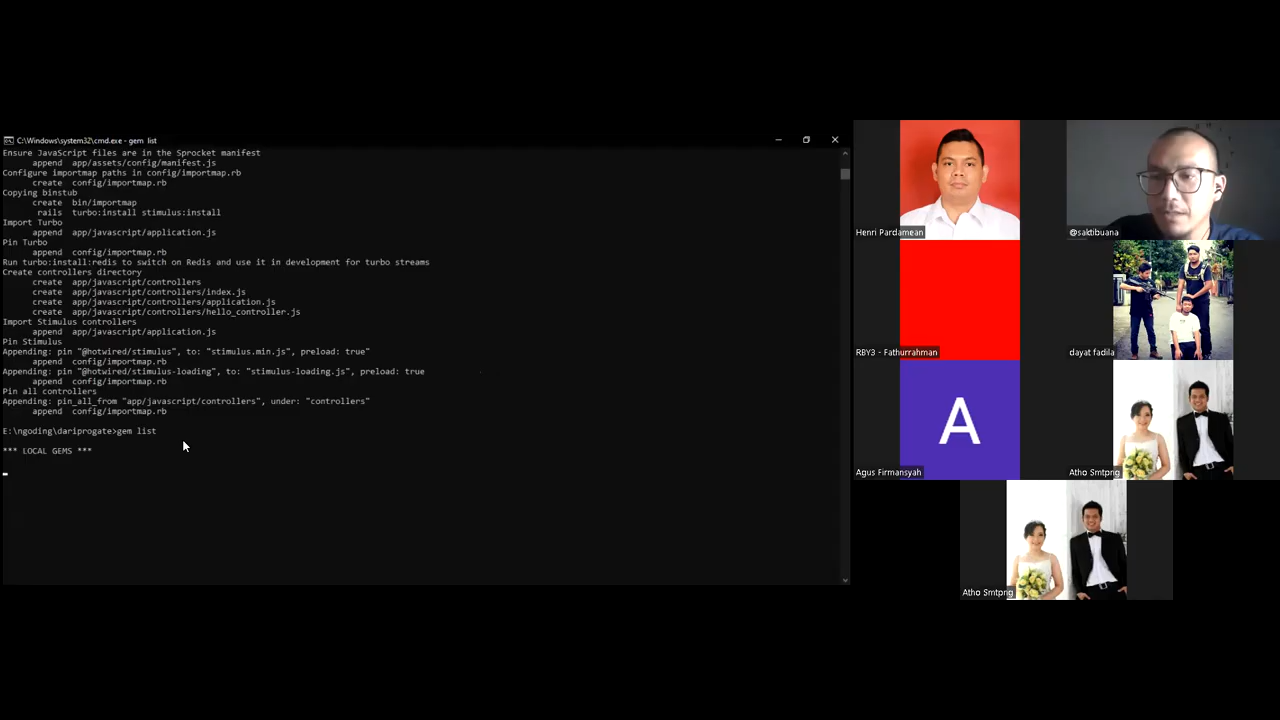 C:\Windows\system32\cmd.exe - gem list
Ensure JavaScript files are in the Sprocket manifest
append app/assets/config/manifest.js
Configure importmap paths in config/importmap.rb
create config/importmap.rb
Copying binstub
create bin/importmap
rails turbo:install stimulus:install
Import Turbo
append app/javascript/application.js
Pin Turbo
append config/importmap.rb
Run turbo:install:redis to switch on Redis and use it in development for turbo streams
Create controllers directory
create app/javascript/controllers
create app/javascript/controllers/index.js
create app/javascript/controllers/application.js
create app/javascript/controllers/hello_controller.js
Import Stimulus controllers
append app/javascript/application.js
Pin Stimulus
Appending: pin "@hotwired/stimulus", to: "stimulus.min.js", preload: true"
append config/importmap.rb
Appending: pin "@hotwired/stimulus-loading", to: "stimulus-loading.js", preload: true
append config/importmap.rb
Pin all controllers
Appending: pin_all_from "app/javascript/controllers", under: "controllers"
append config/importmap.rb
E:\ngoding\dariprogate>gem list
*** LOCAL GEMS ***
Henri Pardamean
@saktibuana
RBY3 - Fathurrahman
dayat fadila
A
Agus Firmansyah
Atho Smtpng
Atho Smtpng